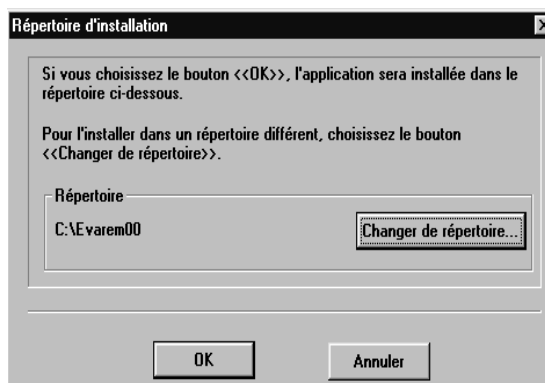 Répertoire d'installation
Si vous choisissez le bouton <<OK>>, l'application sera installée dans le
répertoire ci-dessous.
Pour l'installer dans un répertoire différent, choisissez le bouton
<<Changer de répertoire>>.
Répertoire
C:\Evarem00
Changer de répertoire...
OK
Annuler